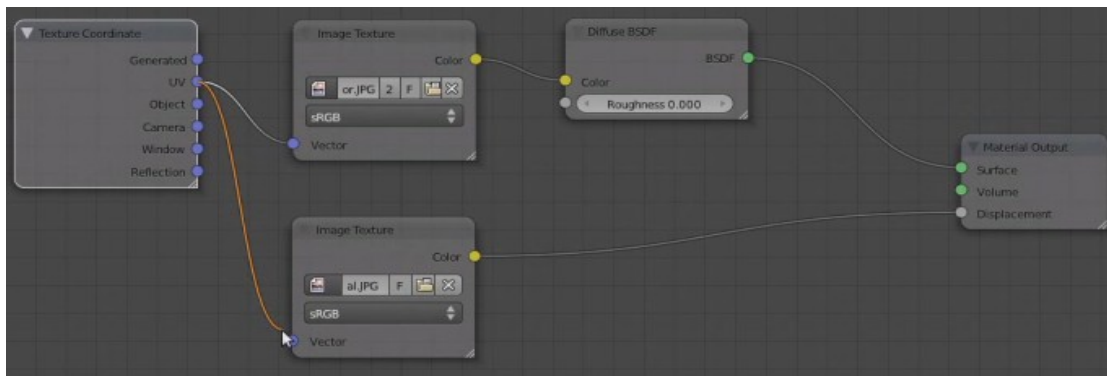 Texture Coordinate
Generated
UV
Object
Camera
Window
Reflection
Image Texture
Color
or.JPG 2 F
sRGB
Vector
Diffuse BSDF
BSDF
Color
Roughness 0.000
Image Texture
Color
al.JPG F
sRGB
Vector
Material Output
Surface
Volume
Displacement